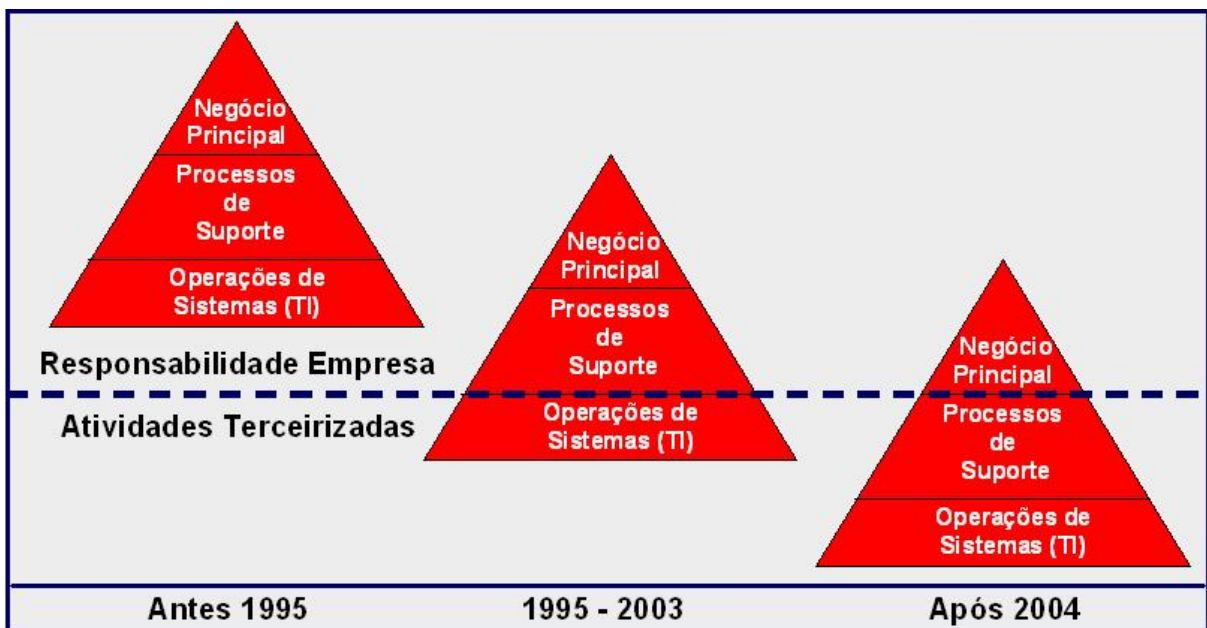 Negócio
Principal
Processos
de
Suporte
Operações de
Sistemas (TI)
Responsabilidade Empresa
Atividades Terceirizadas
Negócio
Principal
Processos
de
Suporte
Operações de
Sistemas (TI)
Negócio
Principal
Processos
de
Suporte
Operações de
Sistemas (TI)
Antes 1995
1995 - 2003
Após 2004